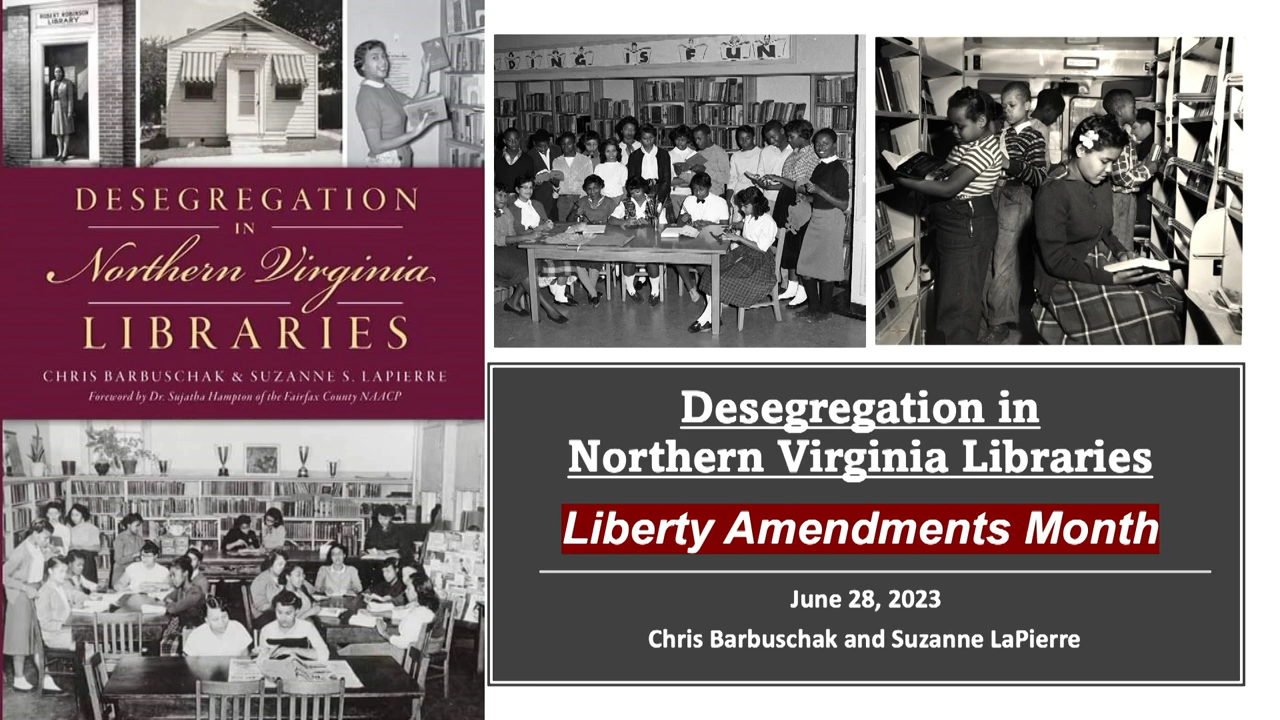 ROBERT ROBINSON
LIBRARY
DESEGREGATION
IN
Northern Virginia
LIBRARIES
CHRIS BARBUSCHAK & SUZANNE S. LAPIERRE
Foreword by Dr. Sujatha Hampton of the Fairfax County NAACP
DING IS FUN
Desegregation in
Northern Virginia Libraries
Liberty Amendments Month
June 28, 2023
Chris Barbuschak and Suzanne LaPierre